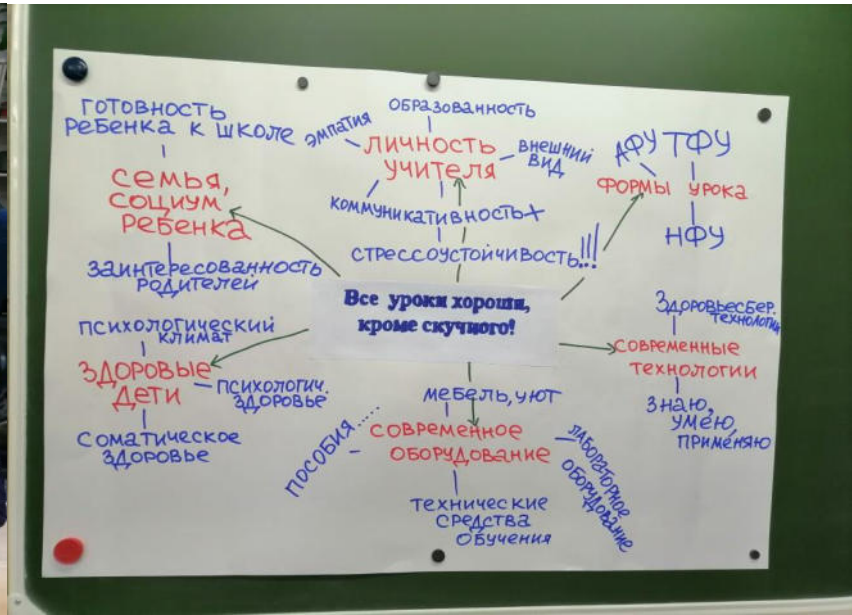 ГОТОВНОСТЬ
РЕБЕНКА К ШКОЛЕ
СЕМЬЯ,
СОЦИУМ
РЕБЕНКА
ЗАИНТЕРЕСОВАННОСТЬ
РОДИТЕЛЕЙ
ОБРАЗОВАННОСТЬ
ЭМПАТИЯ
ЛИЧНОСТЬ
УЧИТЕЛЯ
ВНЕШНИЙ
ВИД
КОММУНИКАТИВНОСТЬ+
СТРЕССОУСТОЙЧИВОСТЬ!!!
АФУ ТФУ
ФОРМЫ УРОКА
НФУ
Все уроки хороши,
кроме скучного!
ПСИХОЛОГИЧЕСКИЙ
КЛИМАТ
ЗДОРОВЫЕ
ДЕТИ
ПСИХОЛОГИЧ.
ЗДОРОВЬЕ
СОМАТИЧЕСКОЕ
ЗДОРОВЬЕ
МЕБЕЛЬ, УЮТ
ПОСОБИЯ.....
СОВРЕМЕННОЕ
ОБОРУДОВАНИЕ
ЛАБОРАТОРНОЕ
ОБОРУДОВАНИЕ
ТЕХНИЧЕСКИЕ
СРЕДСТВА
ОБУЧЕНИЯ
ЗДОРОВЬЕСБЕР.
ТЕХНОЛОГИИ
СОВРЕМЕННЫЕ
ТЕХНОЛОГИИ
ЗНАЮ,
УМЕЮ,
ПРИМЕНЯЮ